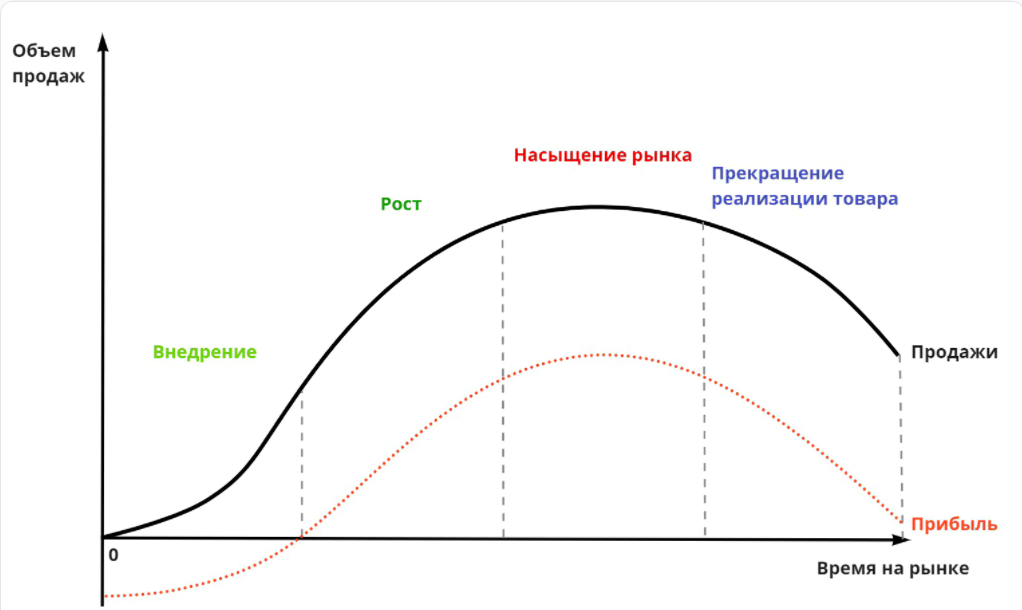 Объем
продаж
Насыщение рынка
Прекращение
реализации товара
Рост
Внедрение
Продажи
Прибыль
0
Время на рынке